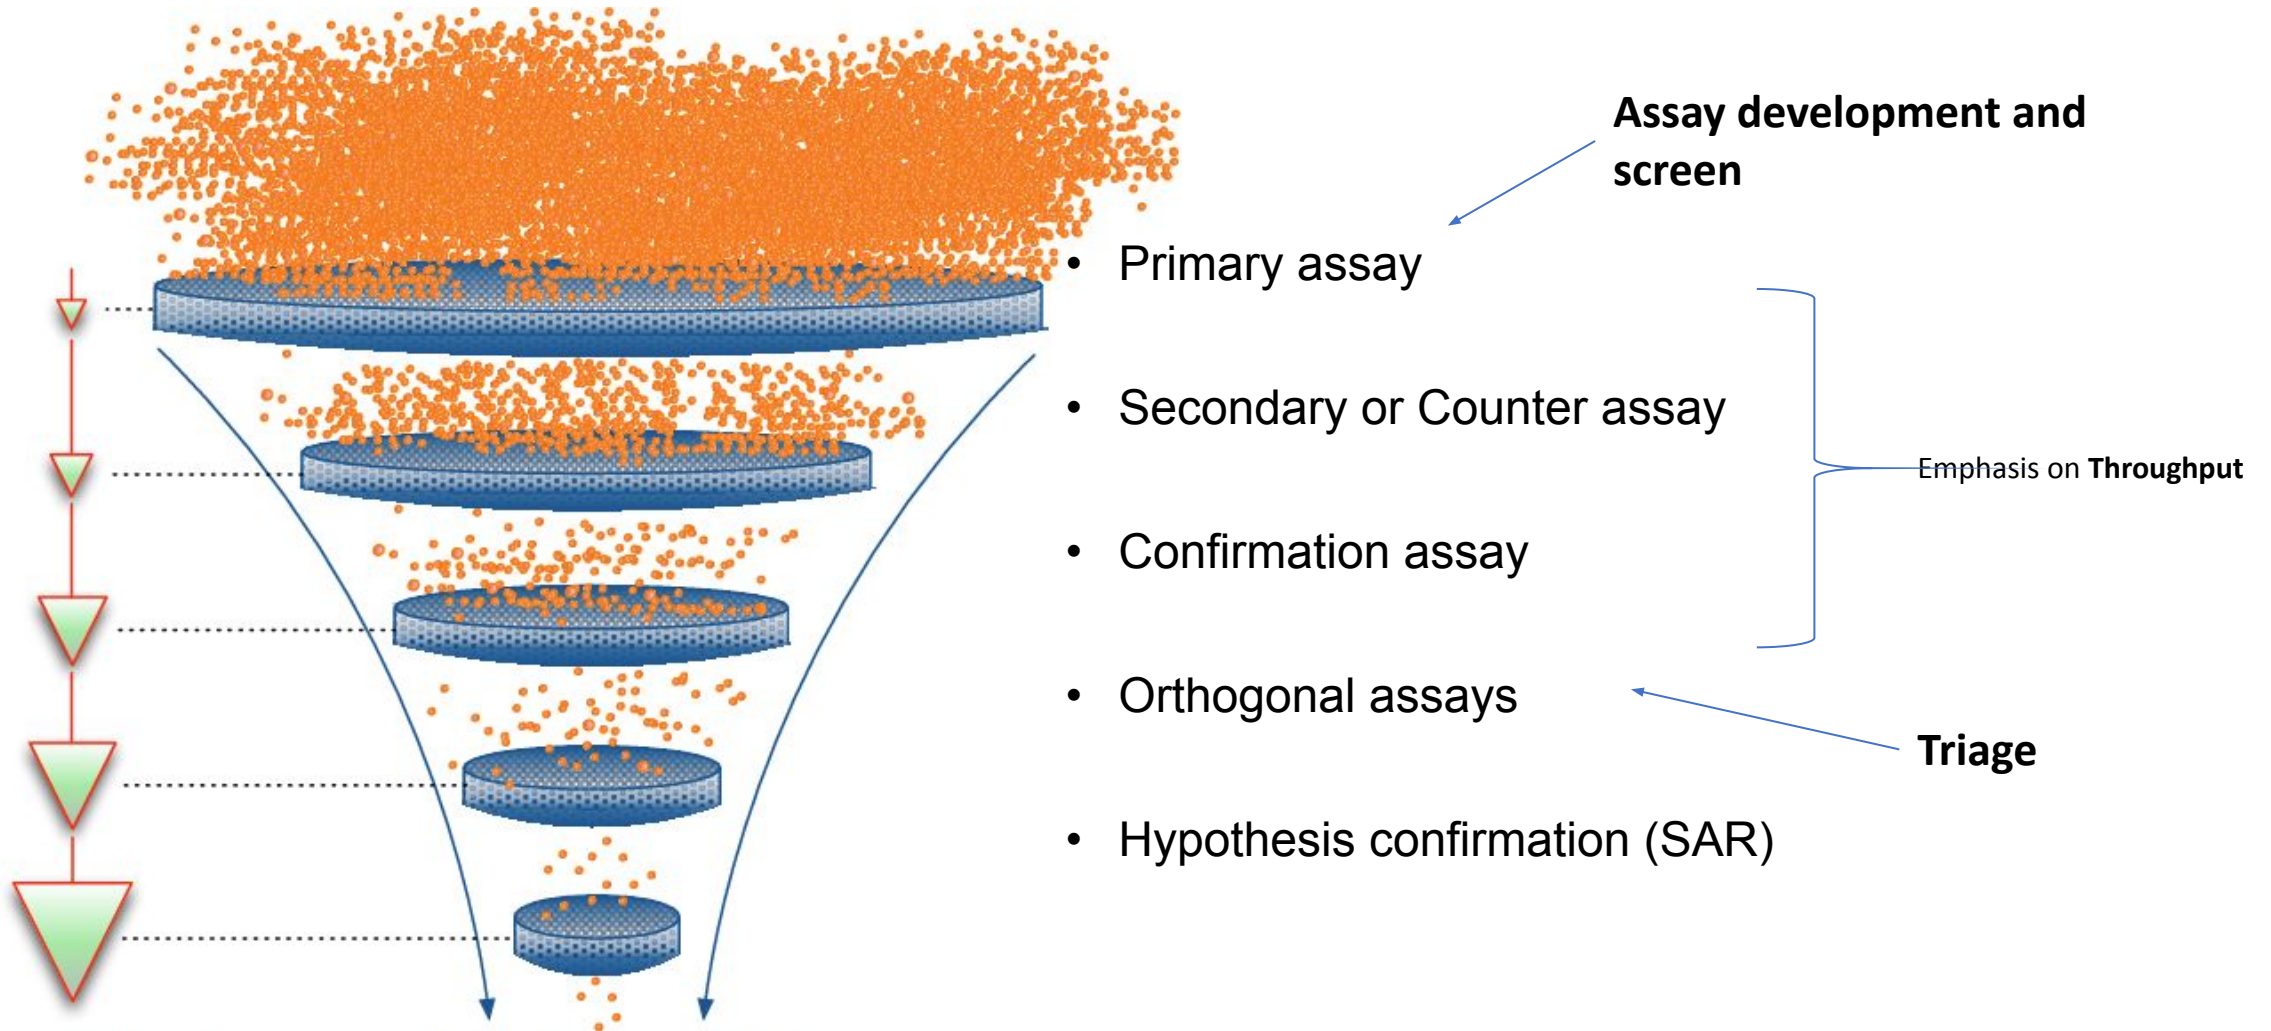 Assay development and
screen
• Primary assay
• Secondary or Counter assay
Emphasis on Throughput
• Confirmation assay
• Orthogonal assays
Triage
• Hypothesis confirmation (SAR)